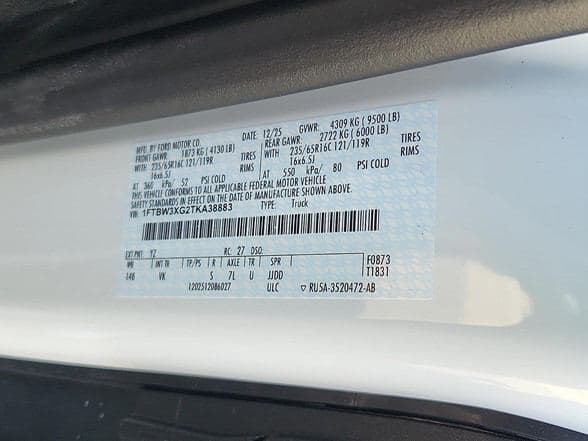 MFD. BY FORD MOTOR CO.
DATE: 12/25 GVWR: 4309 KG ( 9500 LB)
FRONT GAWR: 1873 KG ( 4130 LB)
REAR GAWR: 2722 KG ( 6000 LB)
WITH 235/65R16C 121/119R TIRES
WITH 235/65R16C 121/119R TIRES
16x6.5J RIMS
16x6.5J RIMS
AT 360 kPa/ 52 PSI COLD
AT 550 kPa/ 80 PSI COLD
THIS VEHICLE CONFORMS TO ALL APPLICABLE FEDERAL MOTOR VEHICLE
SAFETY STANDARDS IN EFFECT ON THE DATE OF MANUFACTURE SHOWN ABOVE.
VIN: 1FTBW3XG2TKA38883 TYPE: Truck
EXT PNT: YZ RC: 27 DSO: F0873
WB INT TR TP/PS R AXLE TR SPR T1831
148 VK S 7L U JJDD
1202512086027 ULC ▽ RU5A-3520472-AB